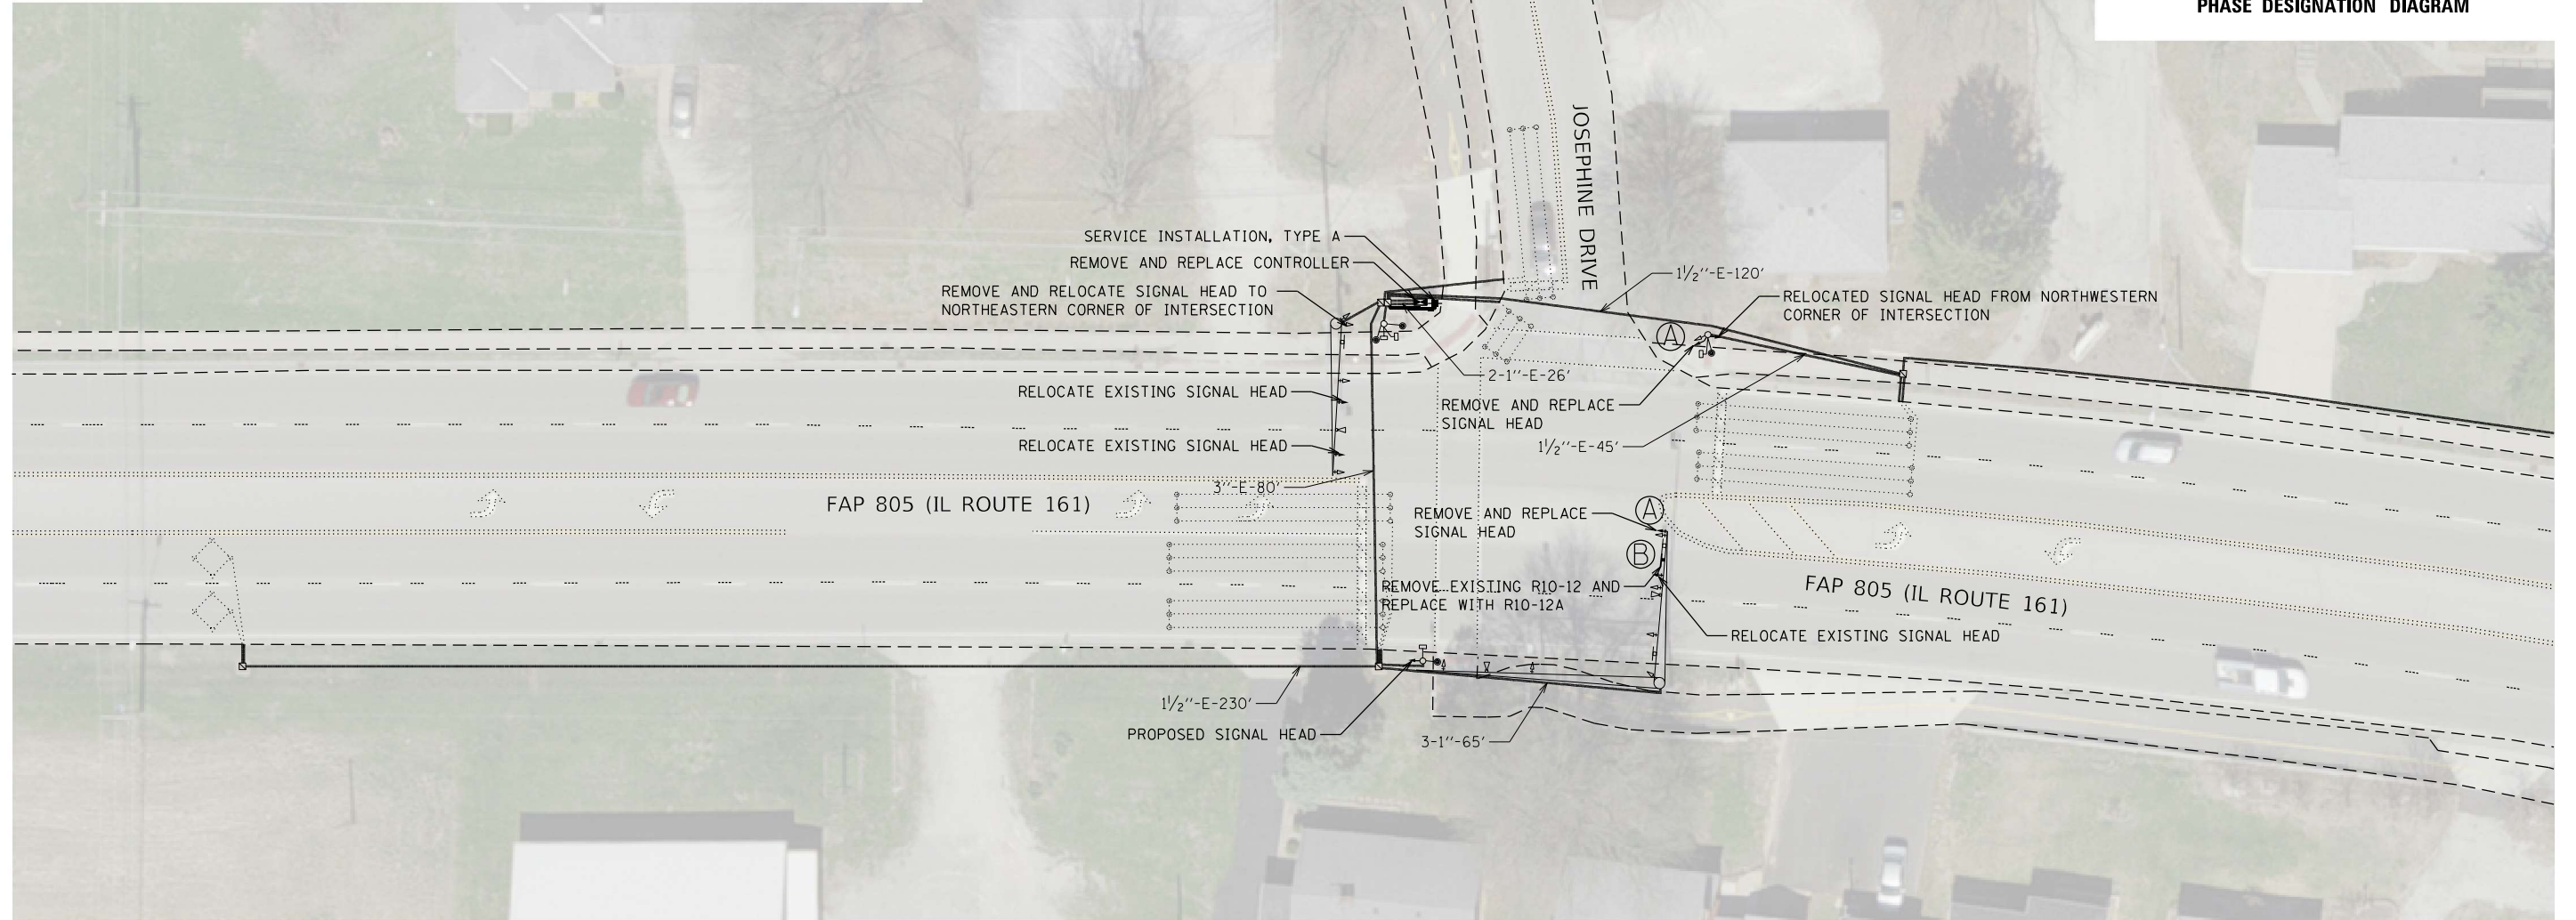 PHASE DESIGNATION DIAGRAM
JOSEPHINE DRIVE
SERVICE INSTALLATION, TYPE A
REMOVE AND REPLACE CONTROLLER
REMOVE AND RELOCATE SIGNAL HEAD TO
NORTHEASTERN CORNER OF INTERSECTION
1½"-E-120'
RELOCATED SIGNAL HEAD FROM NORTHWESTERN
CORNER OF INTERSECTION
A
2-1"-E-26'
RELOCATE EXISTING SIGNAL HEAD
REMOVE AND REPLACE
SIGNAL HEAD
RELOCATE EXISTING SIGNAL HEAD
1½"-E-45'
3"-E-80'
FAP 805 (IL ROUTE 161)
REMOVE AND REPLACE
SIGNAL HEAD
A
B
REMOVE EXISTING R10-12 AND
REPLACE WITH R10-12A
FAP 805 (IL ROUTE 161)
RELOCATE EXISTING SIGNAL HEAD
1½"-E-230'
PROPOSED SIGNAL HEAD
3-1"-65'